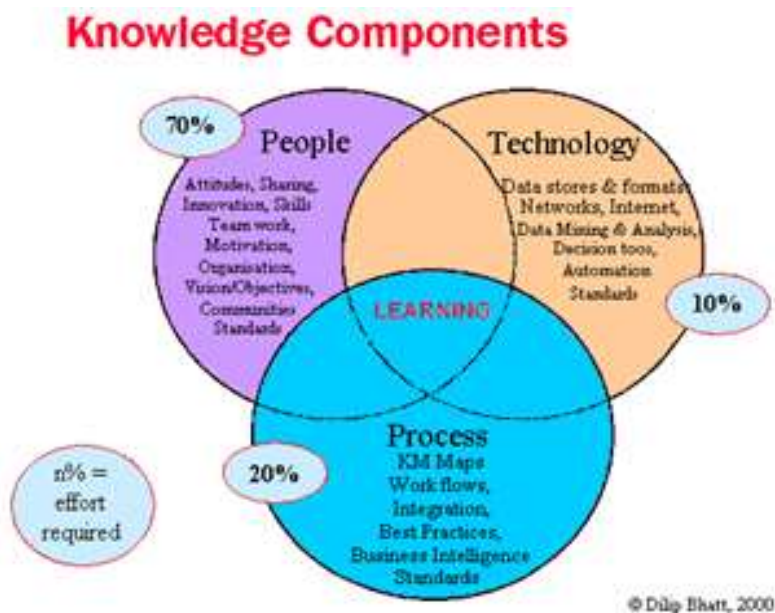 Knowledge Components
70%
People
Attitudes, Sharing,
Innovation, Skills
Team work,
Motivation,
Organisation,
Vision/Objectives,
Communities
Standards
Technology
Data stores & formats
Networks, Internet,
Data Mining & Analysis,
Decision toos,
Automation
Standards
10%
LEARNING
Process
KM Maps
Work flows,
Integration,
Best Practices,
Business Intelligence
Standards
20%
n% =
effort
required
© Dilip Bhatt, 2000